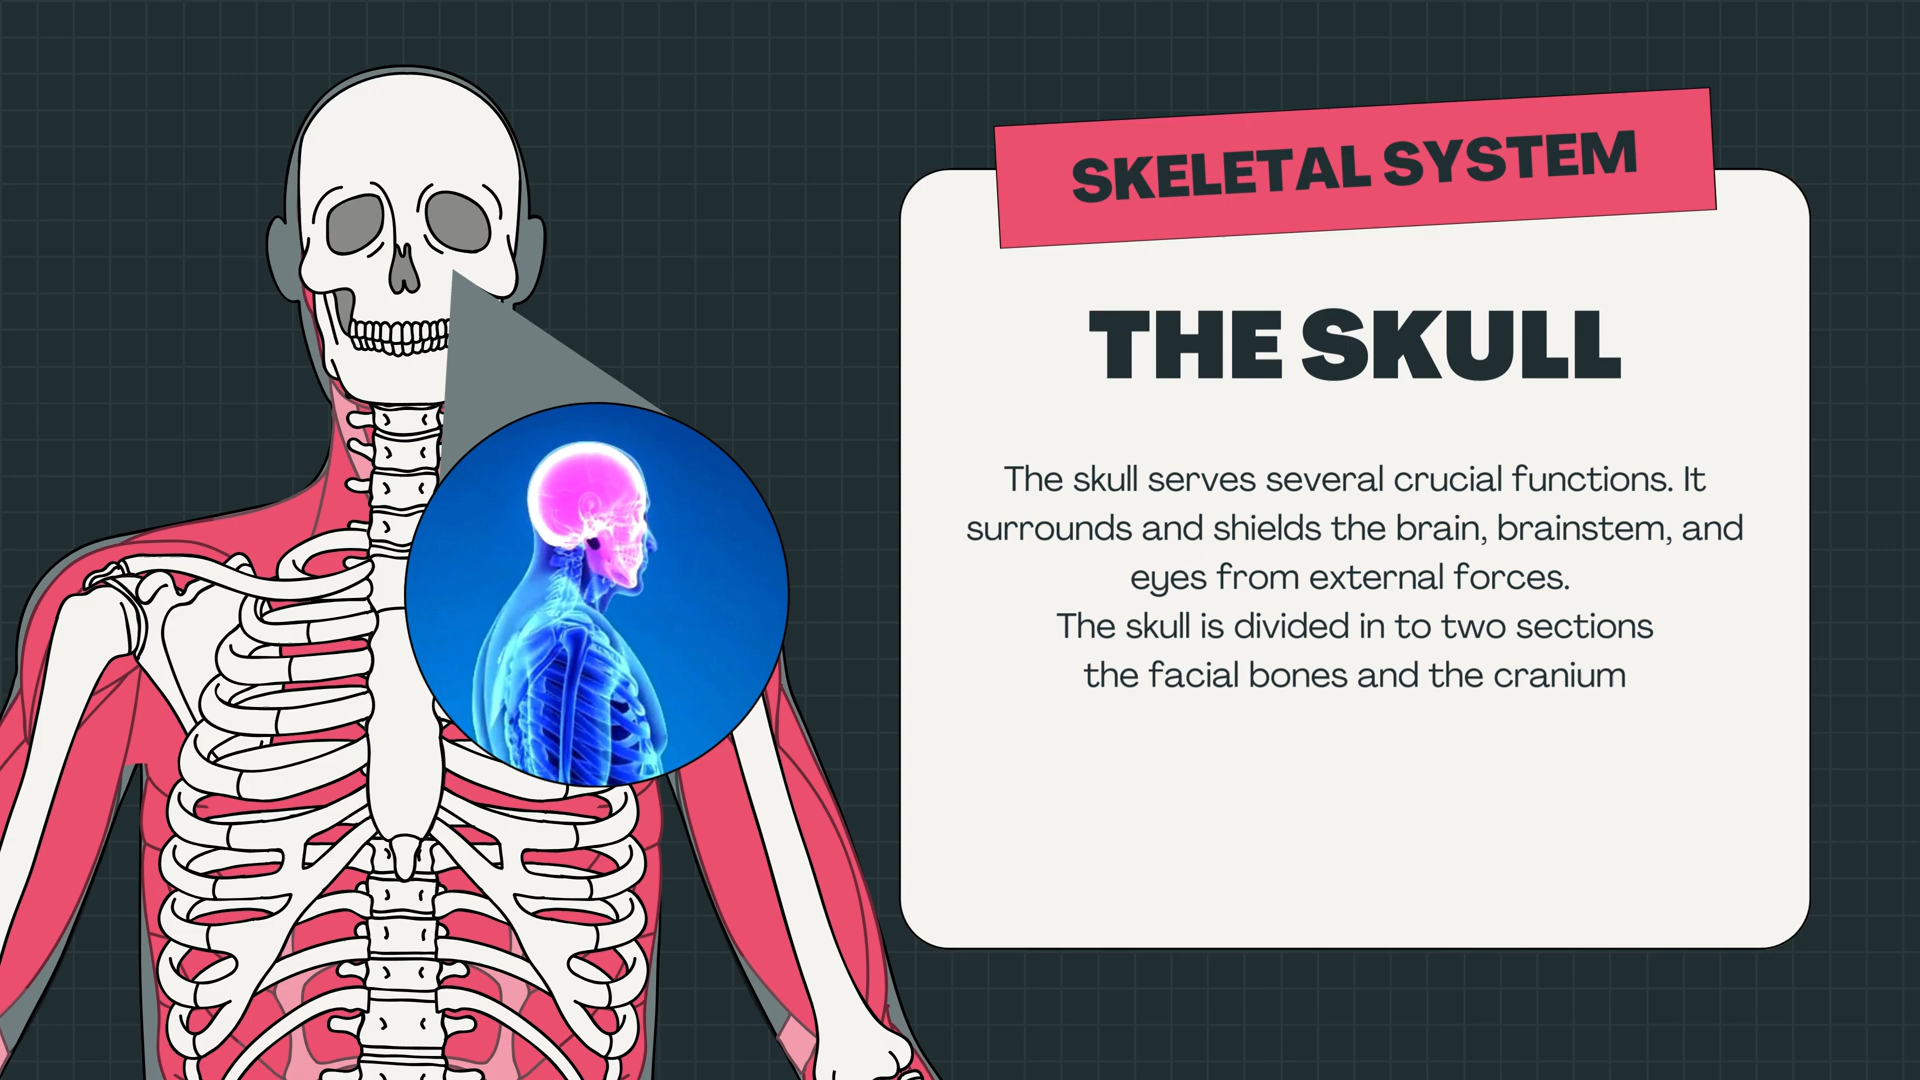 SKELETAL SYSTEM
THE SKULL
The skull serves several crucial functions. It
surrounds and shields the brain, brainstem, and
eyes from external forces.
The skull is divided in to two sections
the facial bones and the cranium